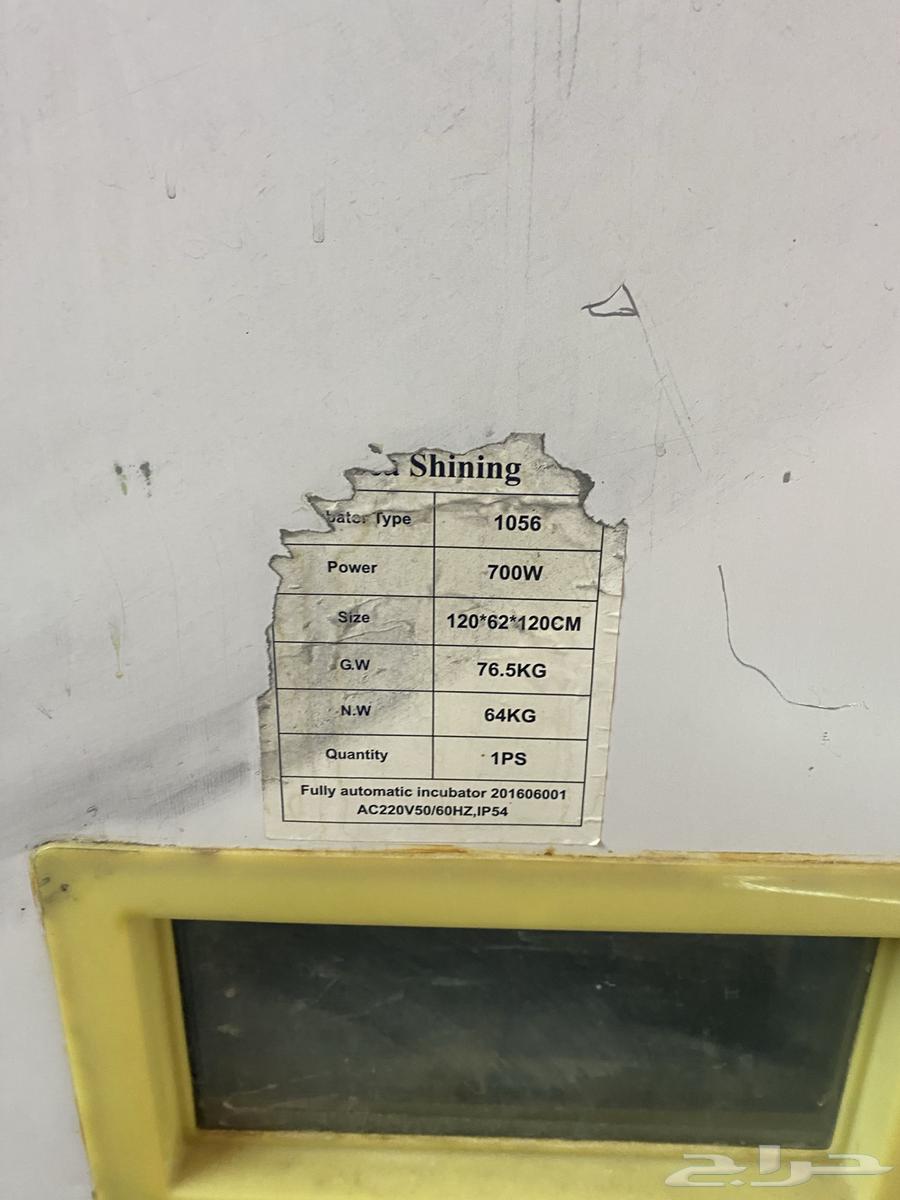 Shining
Type 1056
Power 700W
Size 120*62*120CM
G.W 76.5KG
N.W 64KG
Quantity 1PS
Fully automatic incubator 201606001
AC220V50/60HZ,IP54
حراج